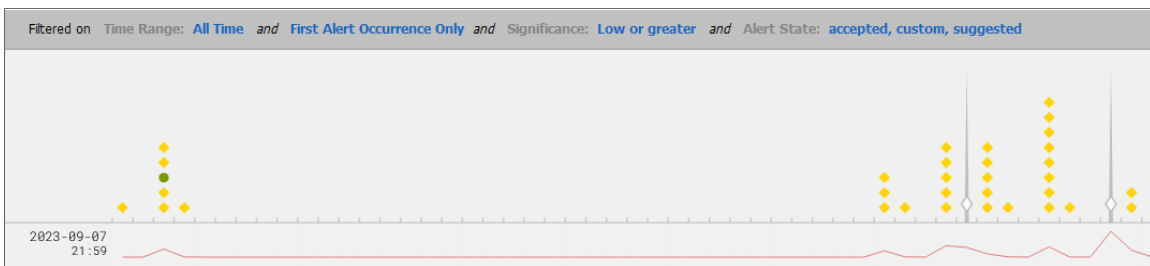 Filtered on Time Range: All Time and First Alert Occurrence Only and Significance: Low or greater and Alert State: accepted, custom, suggested
2023-09-07
21:59